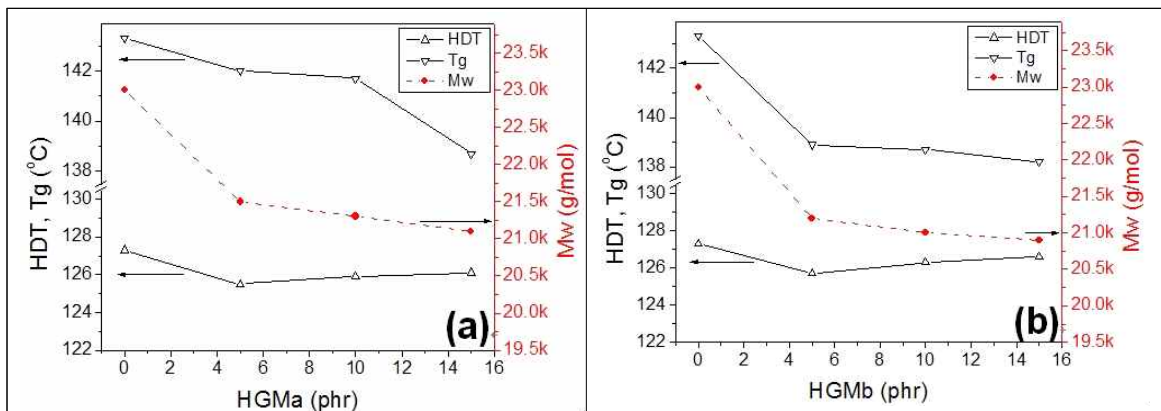 HDT
Tg
Mw
142
140
138
130
128
126
124
122
HDT, Tg (°C)
23.5k
23.0k
22.5k
22.0k
21.5k
21.0k
20.5k
20.0k
19.5k
Mw (g/mol)
0 2 4 6 8 10 12 14 16
HGMa (phr)
(a)
HDT
Tg
Mw
142
140
138
130
128
126
124
122
HDT, Tg (°C)
23.5k
23.0k
22.5k
22.0k
21.5k
21.0k
20.5k
20.0k
19.5k
Mw (g/mol)
0 2 4 6 8 10 12 14 16
HGMb (phr)
(b)